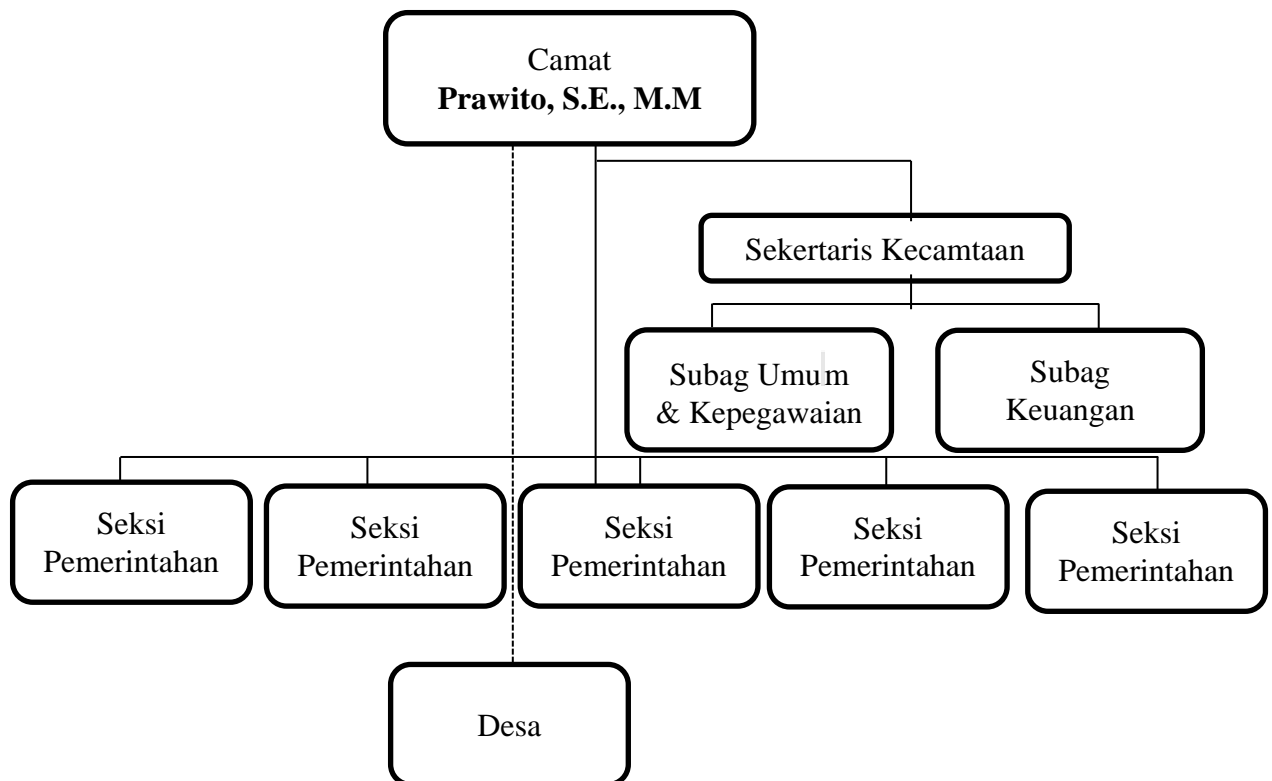 Camat
Prawito, S.E., M.M
Sekertaris Kecamtaan
Subag Umum
& Kepegawaian
Subag
Keuangan
Seksi
Pemerintahan
Seksi
Pemerintahan
Seksi
Pemerintahan
Seksi
Pemerintahan
Seksi
Pemerintahan
Desa